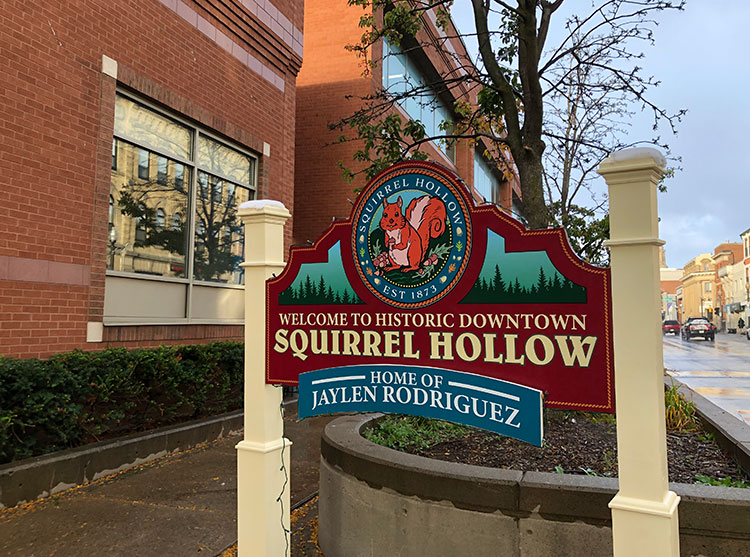 SQUIRREL HOLLOW
EST 1873
WELCOME TO HISTORIC DOWNTOWN
SQUIRREL HOLLOW
HOME OF
JAYLEN RODRIGUEZ